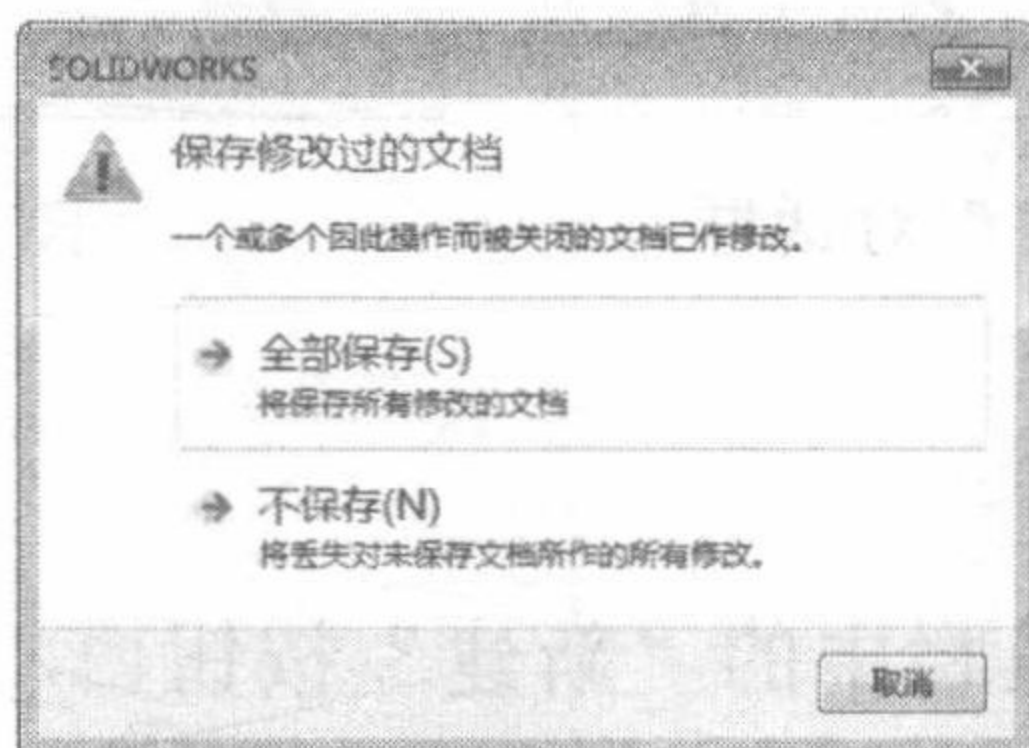 SOLIDWORKS
保存修改过的文档
一个或多个因此操作而被关闭的文档已作修改。
全部保存(S)
将保存所有修改的文档
不保存(N)
将丢失对未保存文档所作的所有修改。
取消